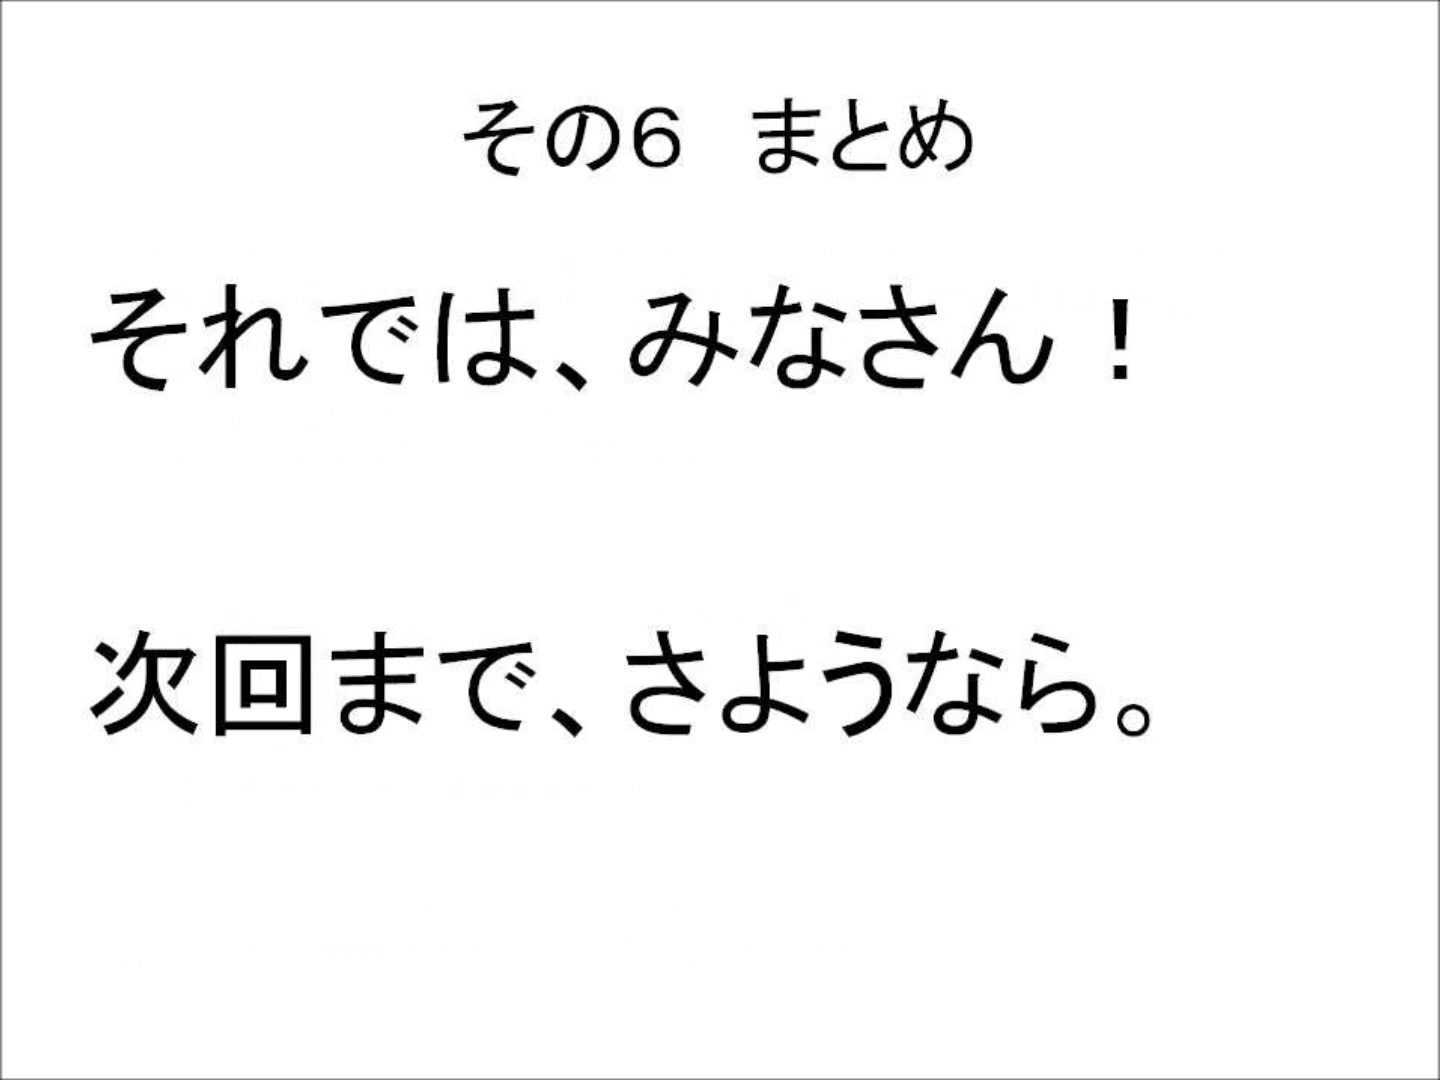 その６　まとめ
それでは、みなさん！
次回まで、さようなら。